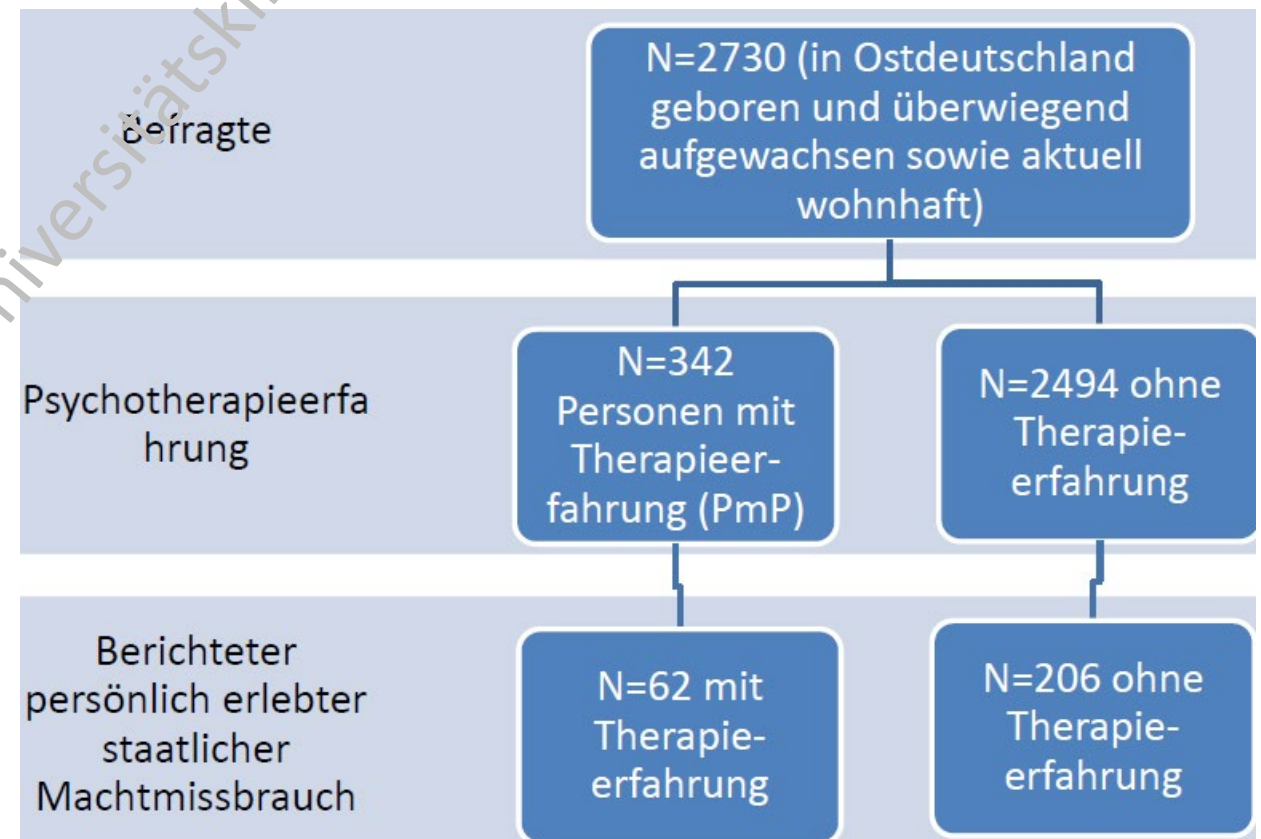 Befragte
N=2730 (in Ostdeutschland
geboren und überwiegend
aufgewachsen sowie aktuell
wohnhaft)
Psychotherapieerfa
hrung
N=342
Personen mit
Therapieer-
fahrung (PmP)
N=2494 ohne
Therapie-
erfahrung
Berichteter
persönlich erlebter
staatlicher
Machtmissbrauch
N=62 mit
Therapie-
erfahrung
N=206 ohne
Therapie-
erfahrung